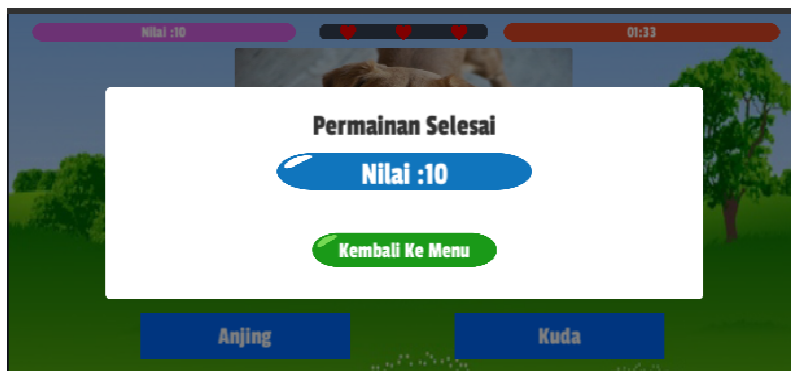 Nilai :10
01:33
Permainan Selesai
Nilai :10
Kembali Ke Menu
Anjing
Kuda